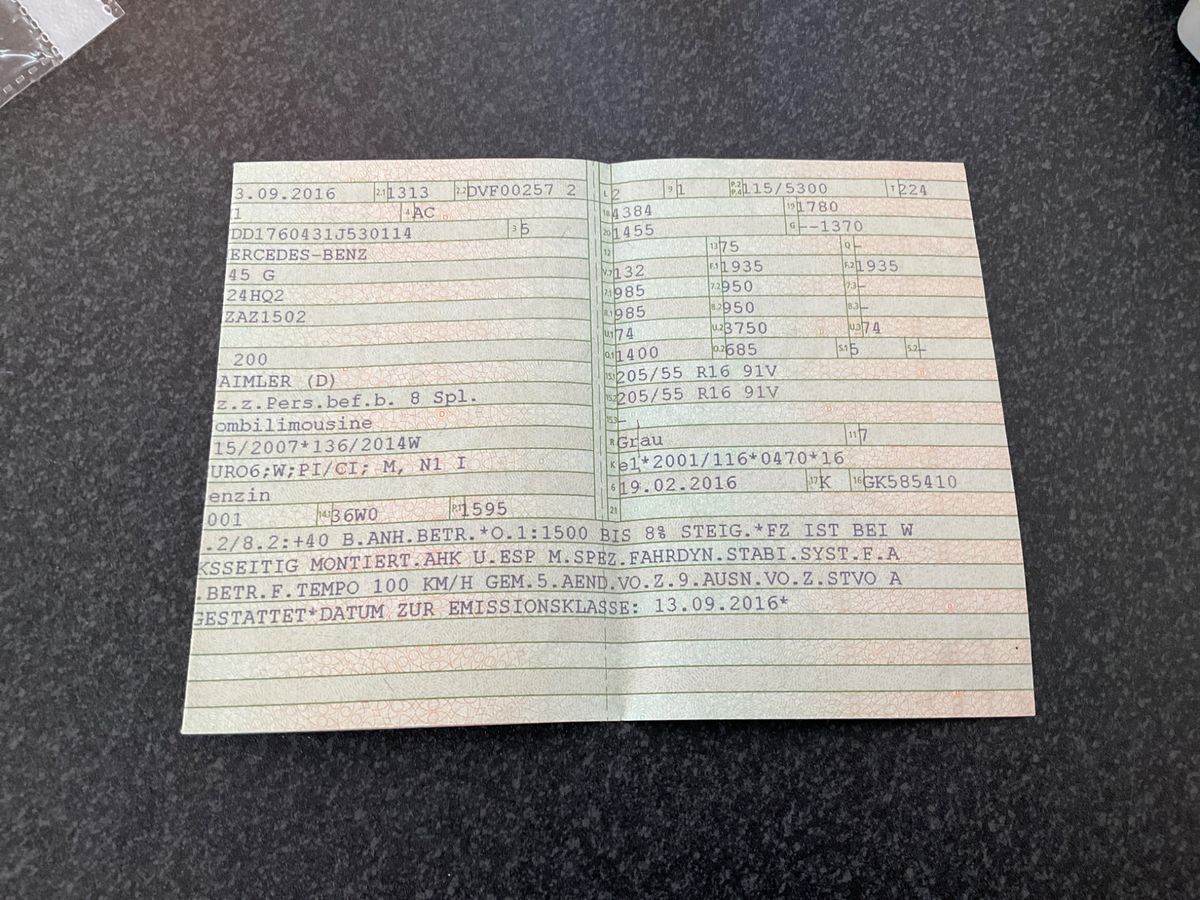 3.09.2016 2.1 1313 2.2 DVF00257 2
1 4 AC
DD1760431J530114 3 5
ERCEDES-BENZ
45 G
24HQ2
ZAZ1502
200
AIMLER (D)
z.z.Pers.bef.b. 8 Spl.
ombilimousine
15/2007*136/2014W
URO6;W;PI/CI; M, N1 I
enzin
001 14.1 36W0 P.1 1595
L 2 9 1 P.2 P.4 115/5300 T 224
18 4384 19 1780
20 1455 G --1370
12 13 75 Q -
V.7 132 F.1 1935 F.2 1935
7.1 985 7.2 950 7.3 -
8.1 985 8.2 950 8.3 -
U.1 74 U.2 3750 U.3 74
O.1 1400 O.2 685 S.1 5 S.2 -
15.1 205/55 R16 91V
15.2 205/55 R16 91V
15.3 -
R Grau 11 7
K e1*2001/116*0470*16
6 19.02.2016 17 K 16 GK585410
21
.2/8.2:+40 B.ANH.BETR.*O.1:1500 BIS 8% STEIG.*FZ IST BEI W
KSSEITIG MONTIERT.AHK U.ESP M.SPEZ.FAHRDYN.STABI.SYST.F.A
.BETR.F.TEMPO 100 KM/H GEM.5.AEND.VO.Z.9.AUSN.VO.Z.STVO A
GESTATTET*DATUM ZUR EMISSIONSKLASSE: 13.09.2016*